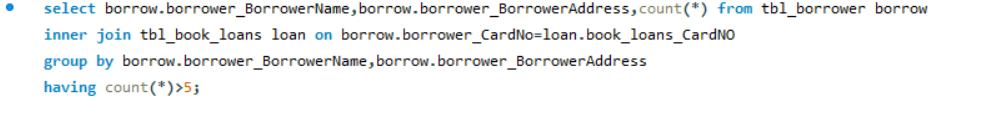 select borrow.borrower_BorrowerName,borrow.borrower_BorrowerAddress,count(*) from tbl_borrower borrow
inner join tbl_book_loans loan on borrow.borrower_CardNo=loan.book_loans_CardNO
group by borrow.borrower_BorrowerName,borrow.borrower_BorrowerAddress
having count(*)>5;